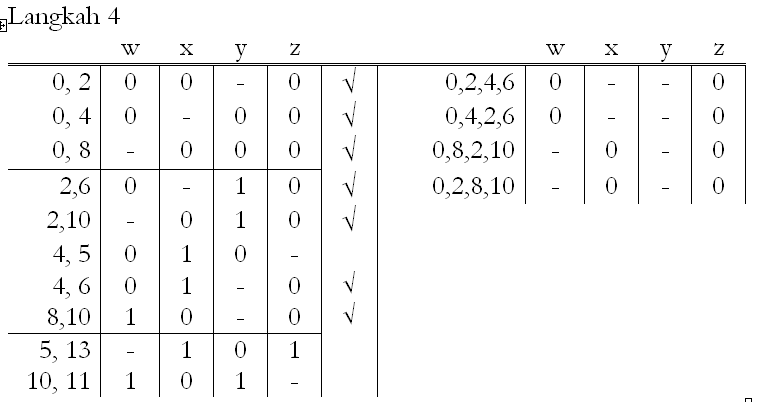 Langkah 4
w x y z w x y z
0, 2 0 0 - 0 √ 0,2,4,6 0 - - 0
0, 4 0 - 0 0 √ 0,4,2,6 0 - - 0
0, 8 - 0 0 0 √ 0,8,2,10 - 0 - 0
2,6 0 - 1 0 √ 0,2,8,10 - 0 - 0
2,10 - 0 1 0 √
4, 5 0 1 0 -
4, 6 0 1 - 0 √
8,10 1 0 - 0 √
5, 13 - 1 0 1
10, 11 1 0 1 -